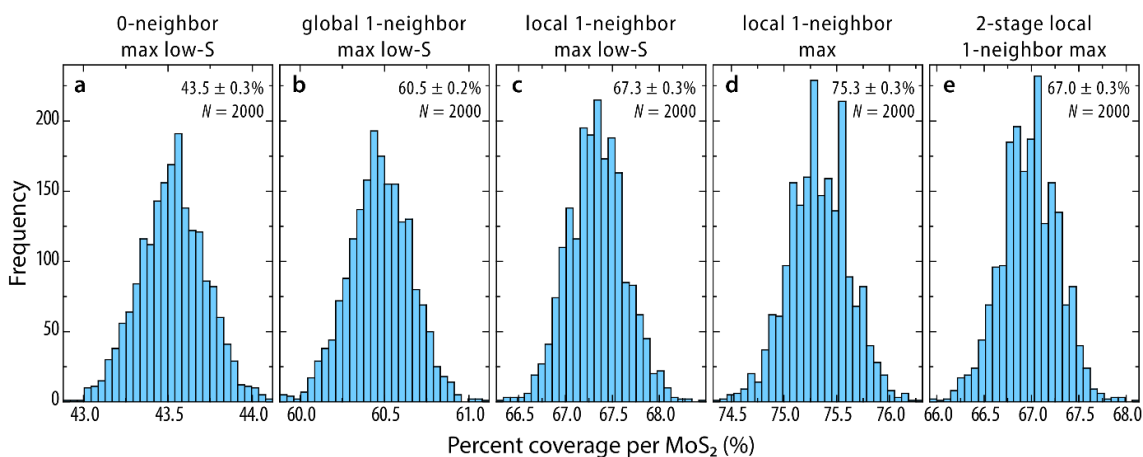 0-neighbor
max low-S
global 1-neighbor
max low-S
local 1-neighbor
max low-S
local 1-neighbor
max
2-stage local
1-neighbor max
a
43.5 ± 0.3%
N = 2000
b
60.5 ± 0.2%
N = 2000
c
67.3 ± 0.3%
N = 2000
d
75.3 ± 0.3%
N = 2000
e
67.0 ± 0.3%
N = 2000
Frequency
200
150
100
50
0
43.0 43.5 44.0
60.0 60.5 61.0
66.5 67.0 67.5 68.0
74.5 75.0 75.5 76.0
66.0 66.5 67.0 67.5 68.0
Percent coverage per MoS₂ (%)